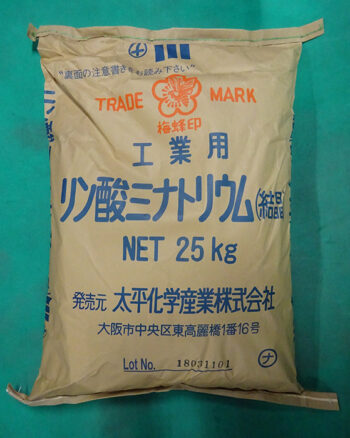 ナ
"裏面の注意書きをお読み下さい"
TRADE MARK
梅蜂印
工業用
リン酸三ナトリウム(結晶)
NET 25kg
発売元 太平化学産業株式会社
大阪市中央区東高麗橋1番16号
Lot No. 18031101
ナ